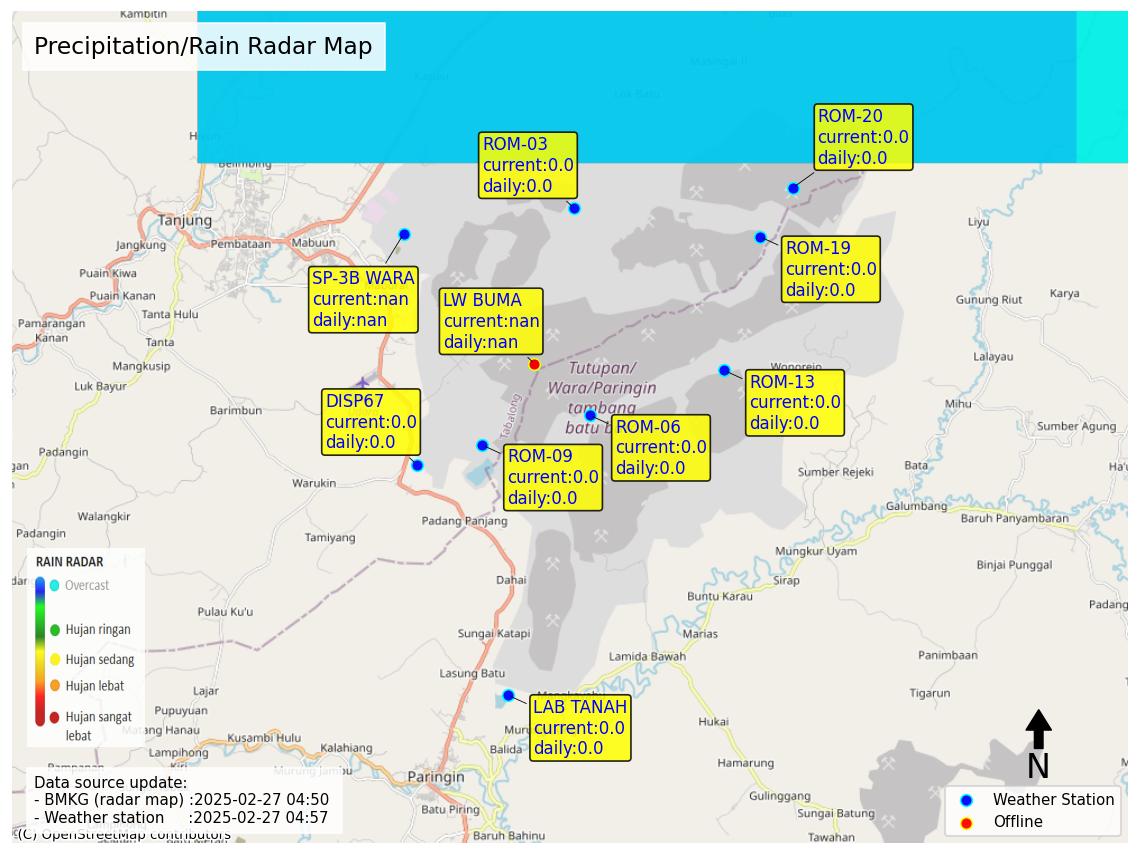 Kambitin
Precipitation/Rain Radar Map
Kapulu
Masingai II
Lok Batu
Belimbing
ROM-03
current:0.0
daily:0.0
ROM-20
current:0.0
daily:0.0
Tanjung
Jangkung
Pembataan
Mabuun
Liyu
Puain Kiwa
Puain Kanan
SP-3B WARA
current:nan
daily:nan
LW BUMA
current:nan
daily:nan
ROM-19
current:0.0
daily:0.0
Gunung Riut
Karya
Tanta Hulu
Pamarangan
Kanan
Tanta
Mangkusip
Luk Bayur
Lalayau
Wonorejo
Tutupan/
Wara/Paringin
tambang
batu b
Tabalong
ROM-13
current:0.0
daily:0.0
DISP67
current:0.0
daily:0.0
Barimbun
Mihu
ROM-06
current:0.0
daily:0.0
Sumber Agung
Padangin
ROM-09
current:0.0
daily:0.0
Warukin
Sumber Rejeki
Bata
Galumbang
Baruh Panyambaran
Walangkir
Padangin
Padang Panjang
Tamiyang
Mungkur Uyam
Binjai Punggal
Dahai
Sirap
Buntu Karau
Padang
Pulau Ku'u
RAIN RADAR
Overcast
Hujan ringan
Hujan sedang
Hujan lebat
Hujan sangat
lebat
Sungai Katapi
Marias
Lamida Bawah
Panimbaan
Lasung Batu
Tigarun
Lajar
Pupuyuan
Matang Hanau
LAB TANAH
current:0.0
daily:0.0
Hukai
Kusambi Hulu
Kalahiang
Lampihong
Kiri
Balida
Hamarung
Murung Jambu
Paringin
Data source update:
- BMKG (radar map) :2025-02-27 04:50
- Weather station :2025-02-27 04:57
(C) OpenStreetMap contributors
Batu Piring
Baruh Bahinu
Gulinggang
Sungai Batung
Tawahan
N
Weather Station
Offline